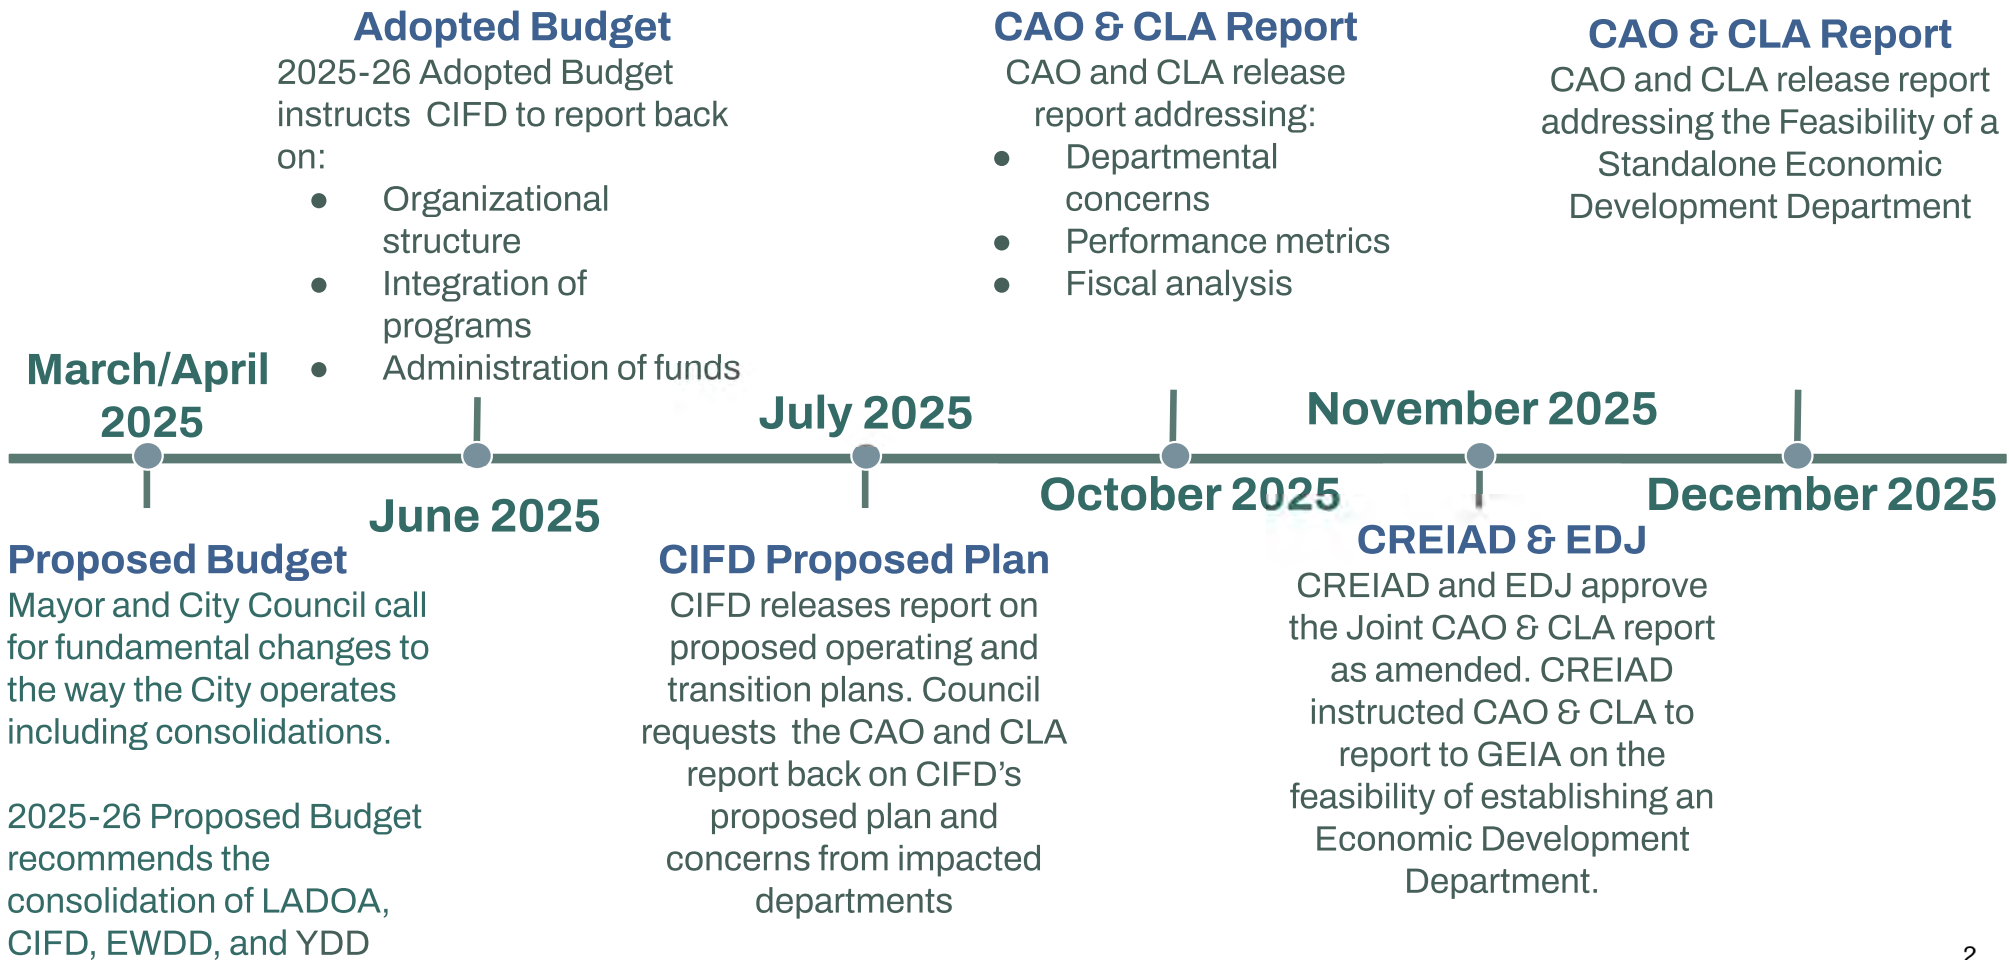 Adopted Budget
2025-26 Adopted Budget
instructs  CIFD to report back
on:
● Organizational
structure
● Integration of
programs
● Administration of funds
CAO & CLA Report
CAO and CLA release
report addressing:
● Departmental
concerns
● Performance metrics
● Fiscal analysis
CAO & CLA Report
CAO and CLA release report
addressing the Feasibility of a
Standalone Economic
Development Department
March/April
2025
June 2025
July 2025
October 2025
November 2025
December 2025
Proposed Budget
Mayor and City Council call
for fundamental changes to
the way the City operates
including consolidations.
2025-26 Proposed Budget
recommends the
consolidation of LADOA,
CIFD, EWDD, and YDD
CIFD Proposed Plan
CIFD releases report on
proposed operating and
transition plans. Council
requests  the CAO and CLA
report back on CIFD’s
proposed plan and
concerns from impacted
departments
CREIAD & EDJ
CREIAD and EDJ approve
the Joint CAO & CLA report
as amended. CREIAD
instructed CAO & CLA to
report to GEIA on the
feasibility of establishing an
Economic Development
Department.
2